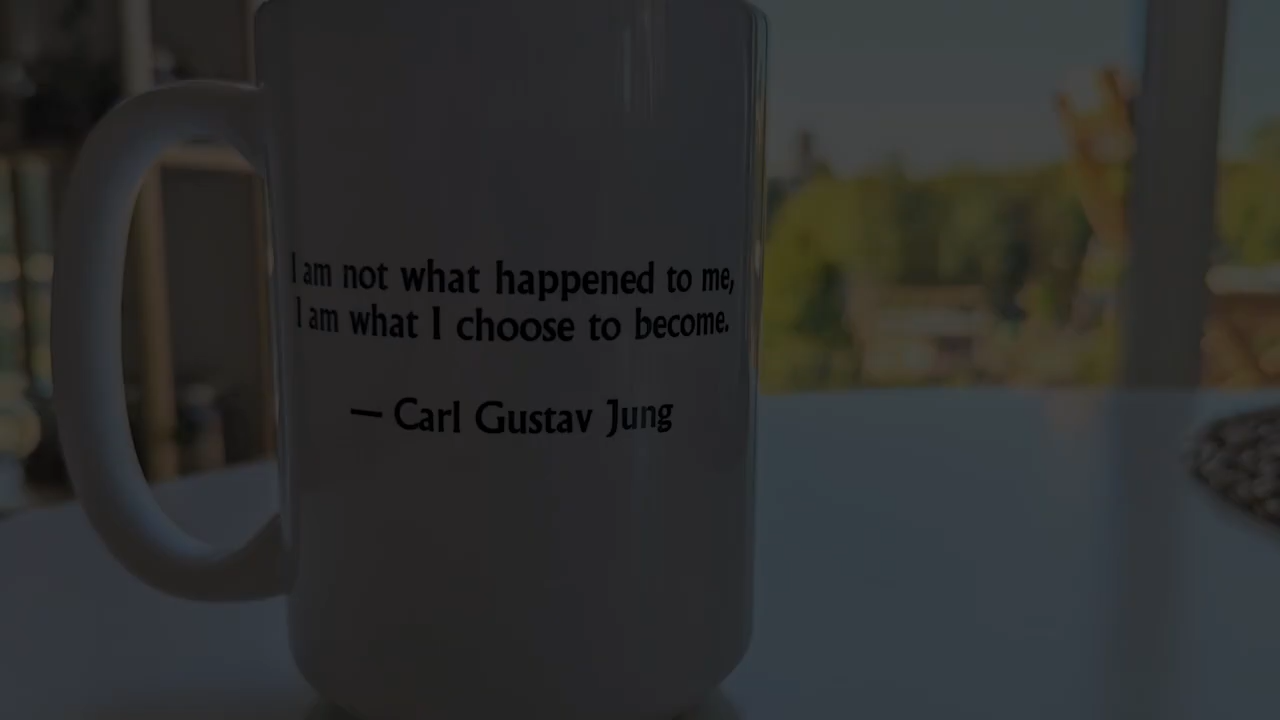 I am not what happened to me,
I am what I choose to become.
— Carl Gustav Jung